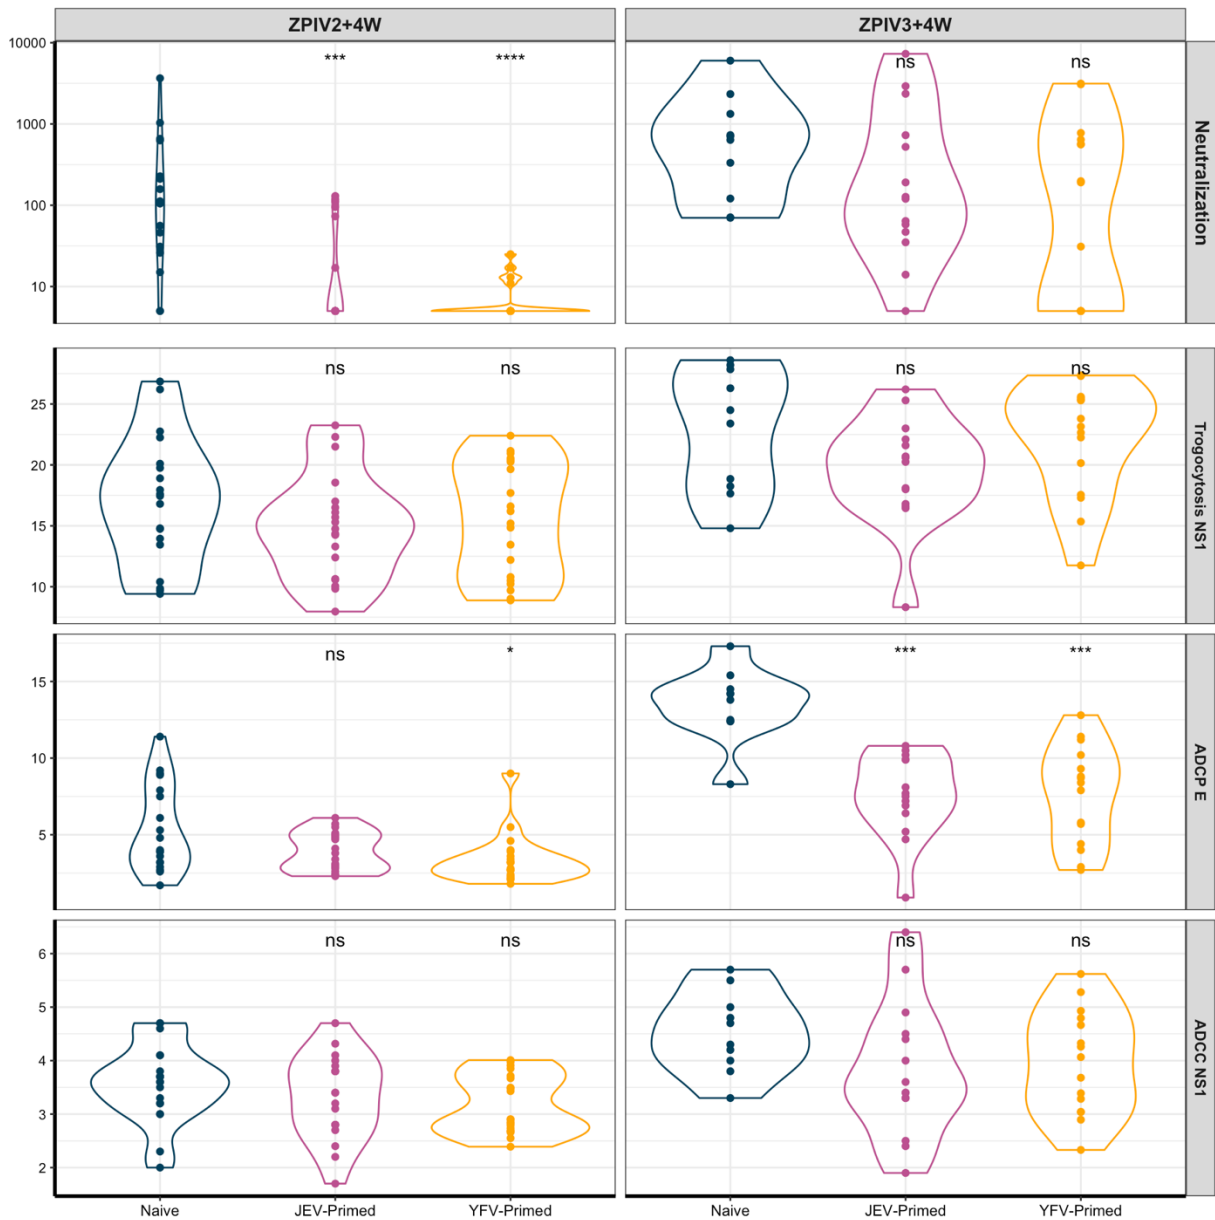 ZPIV2+4W ZPIV3+4W
10000
1000
100
10
*** ****
ns ns
Neutralization
25
20
15
10
ns ns
ns ns
Trogocytosis NS1
15
10
5
ns *
*** ***
ADCP E
6
5
4
3
2
ns ns
ns ns
ADCC NS1
Naive JEV-Primed YFV-Primed Naive JEV-Primed YFV-Primed